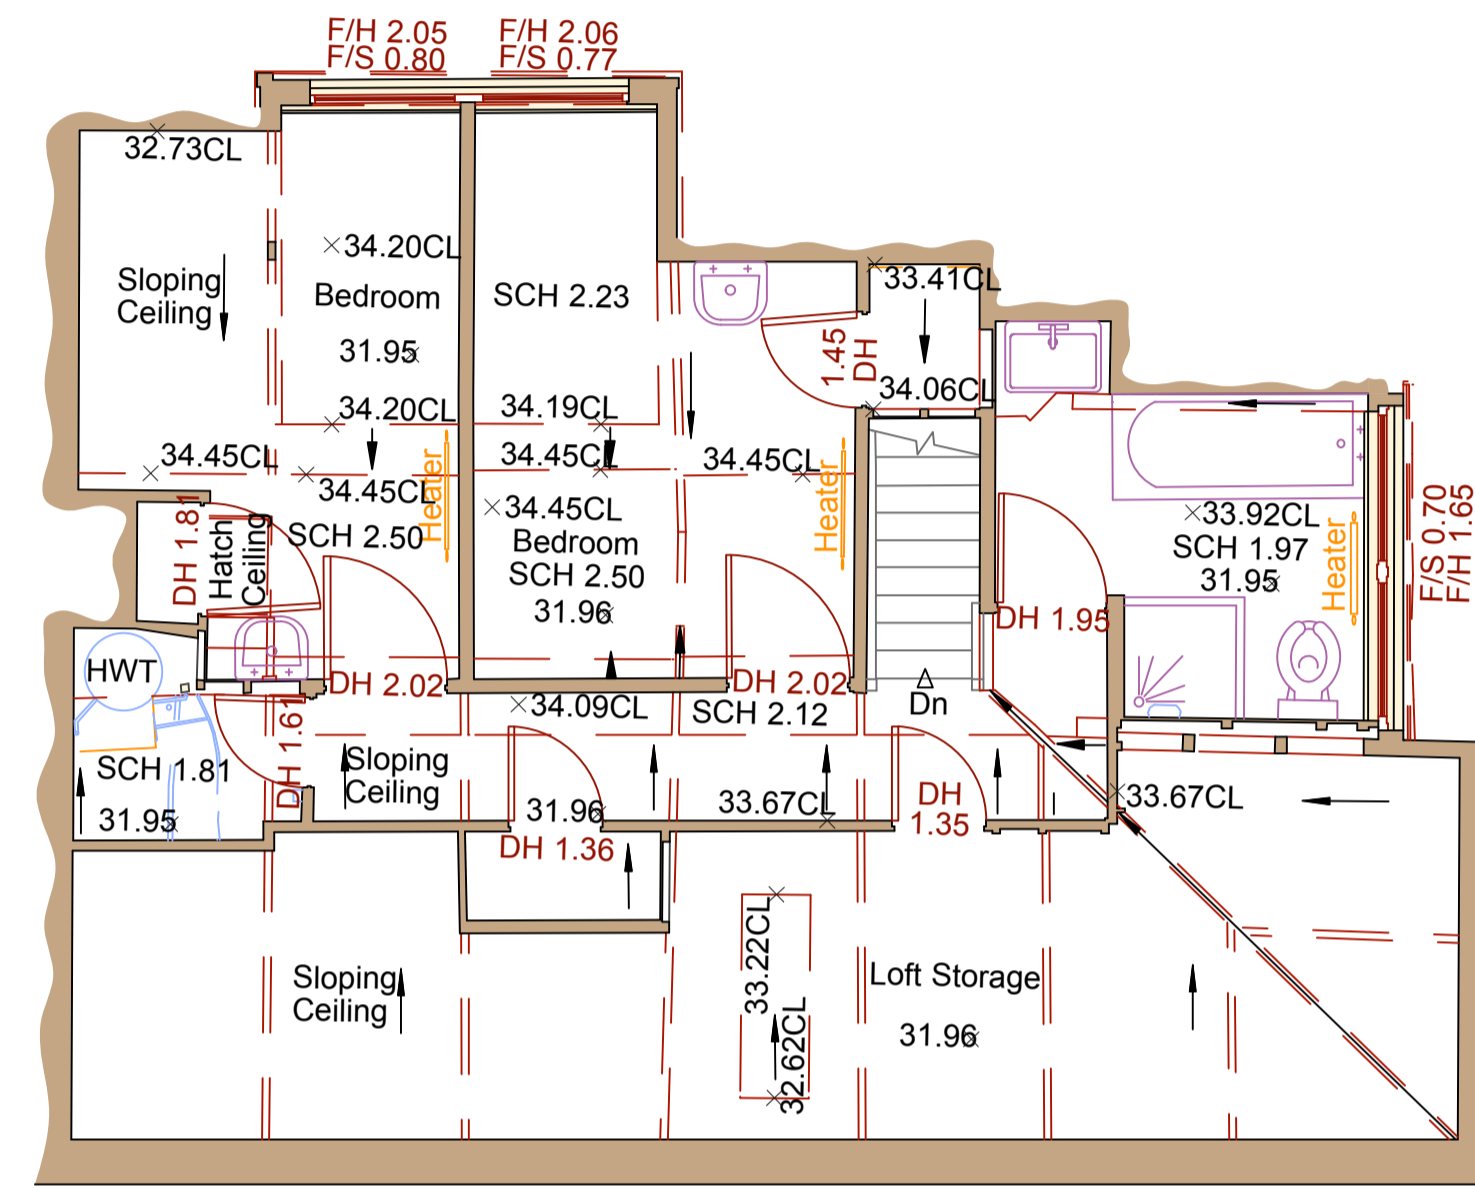 F/H 2.05
F/S 0.80
F/H 2.06
F/S 0.77
32.73CL
34.20CL
Sloping
Ceiling
Bedroom
31.95
SCH 2.23
33.41CL
1.45
DH
34.06CL
34.20CL
34.19CL
34.45CL
34.45CL
34.45CL
34.45CL
Heater
SCH 2.50
34.45CL
Bedroom
SCH 2.50
31.96
Heater
DH 1.81
Hatch
Ceiling
33.92CL
SCH 1.97
31.95
Heater
F/S 0.70
F/H 1.65
DH 1.95
HWT
DH 2.02
DH 2.02
34.09CL
SCH 2.12
Dn
DH 1.61
SCH 1.81
31.95
Sloping
Ceiling
31.96
DH 1.36
33.67CL
DH
1.35
33.67CL
Sloping
Ceiling
33.22CL
32.62CL
Loft Storage
31.96